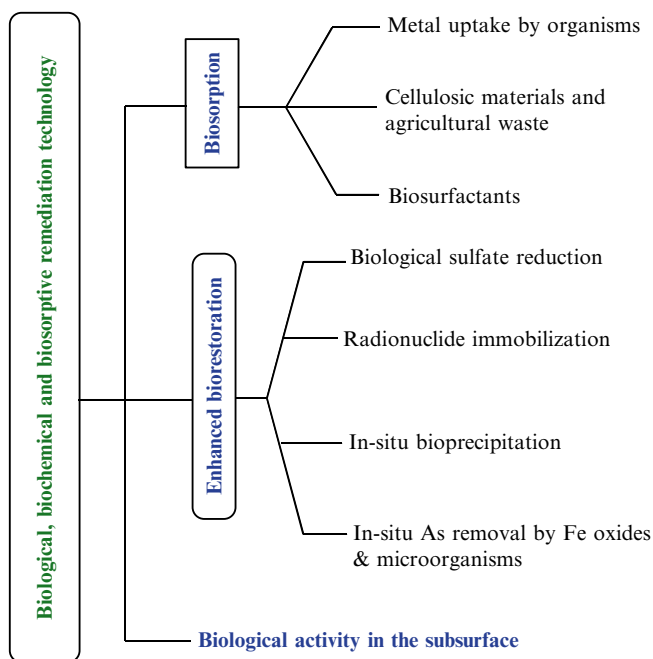 Biological, biochemical and biosorptive remediation technology
Biosorption
Metal uptake by organisms
Cellulosic materials and
agricultural waste
Biosurfactants
Enhanced biorestoration
Biological sulfate reduction
Radionuclide immobilization
In-situ bioprecipitation
In-situ As removal by Fe oxides
& microorganisms
Biological activity in the subsurface